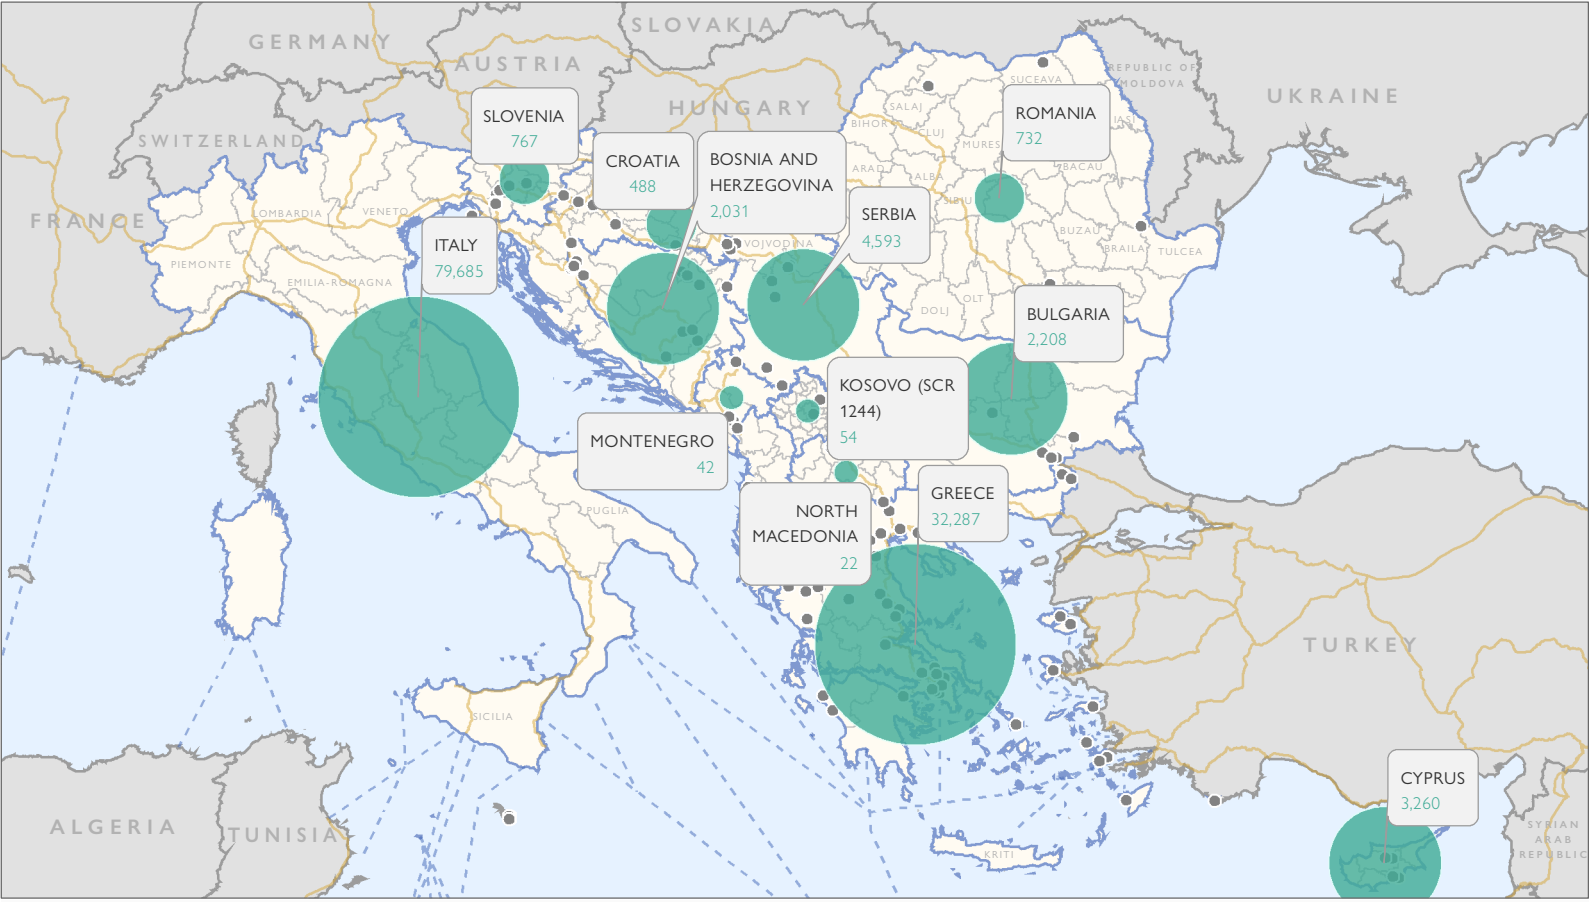 SLOVAKIA
GERMANY
AUSTRIA
HUNGARY
REPUBLIC OF
MOLDOVA
UKRAINE
SWITZERLAND
FRANCE
SUCEAVA
SALAJ
BIHOR
CLUJ
IASI
MURES
ARAD
ALBA
BACAU
SIBIU
BUZAU
BRAILA
TULCEA
VOJVODINA
OLT
DOLJ
LOMBARDIA
VENETO
PIEMONTE
EMILIA-ROMAGNA
SLOVENIA
767
CROATIA
488
BOSNIA AND
HERZEGOVINA
2,031
SERBIA
4,593
ROMANIA
732
ITALY
79,685
BULGARIA
2,208
KOSOVO (SCR
1244)
54
MONTENEGRO
42
NORTH
MACEDONIA
22
GREECE
32,287
PUGLIA
SICILIA
KRITI
TURKEY
CYPRUS
3,260
SYRIAN
ARAB
REPUBLIC
ALGERIA
TUNISIA